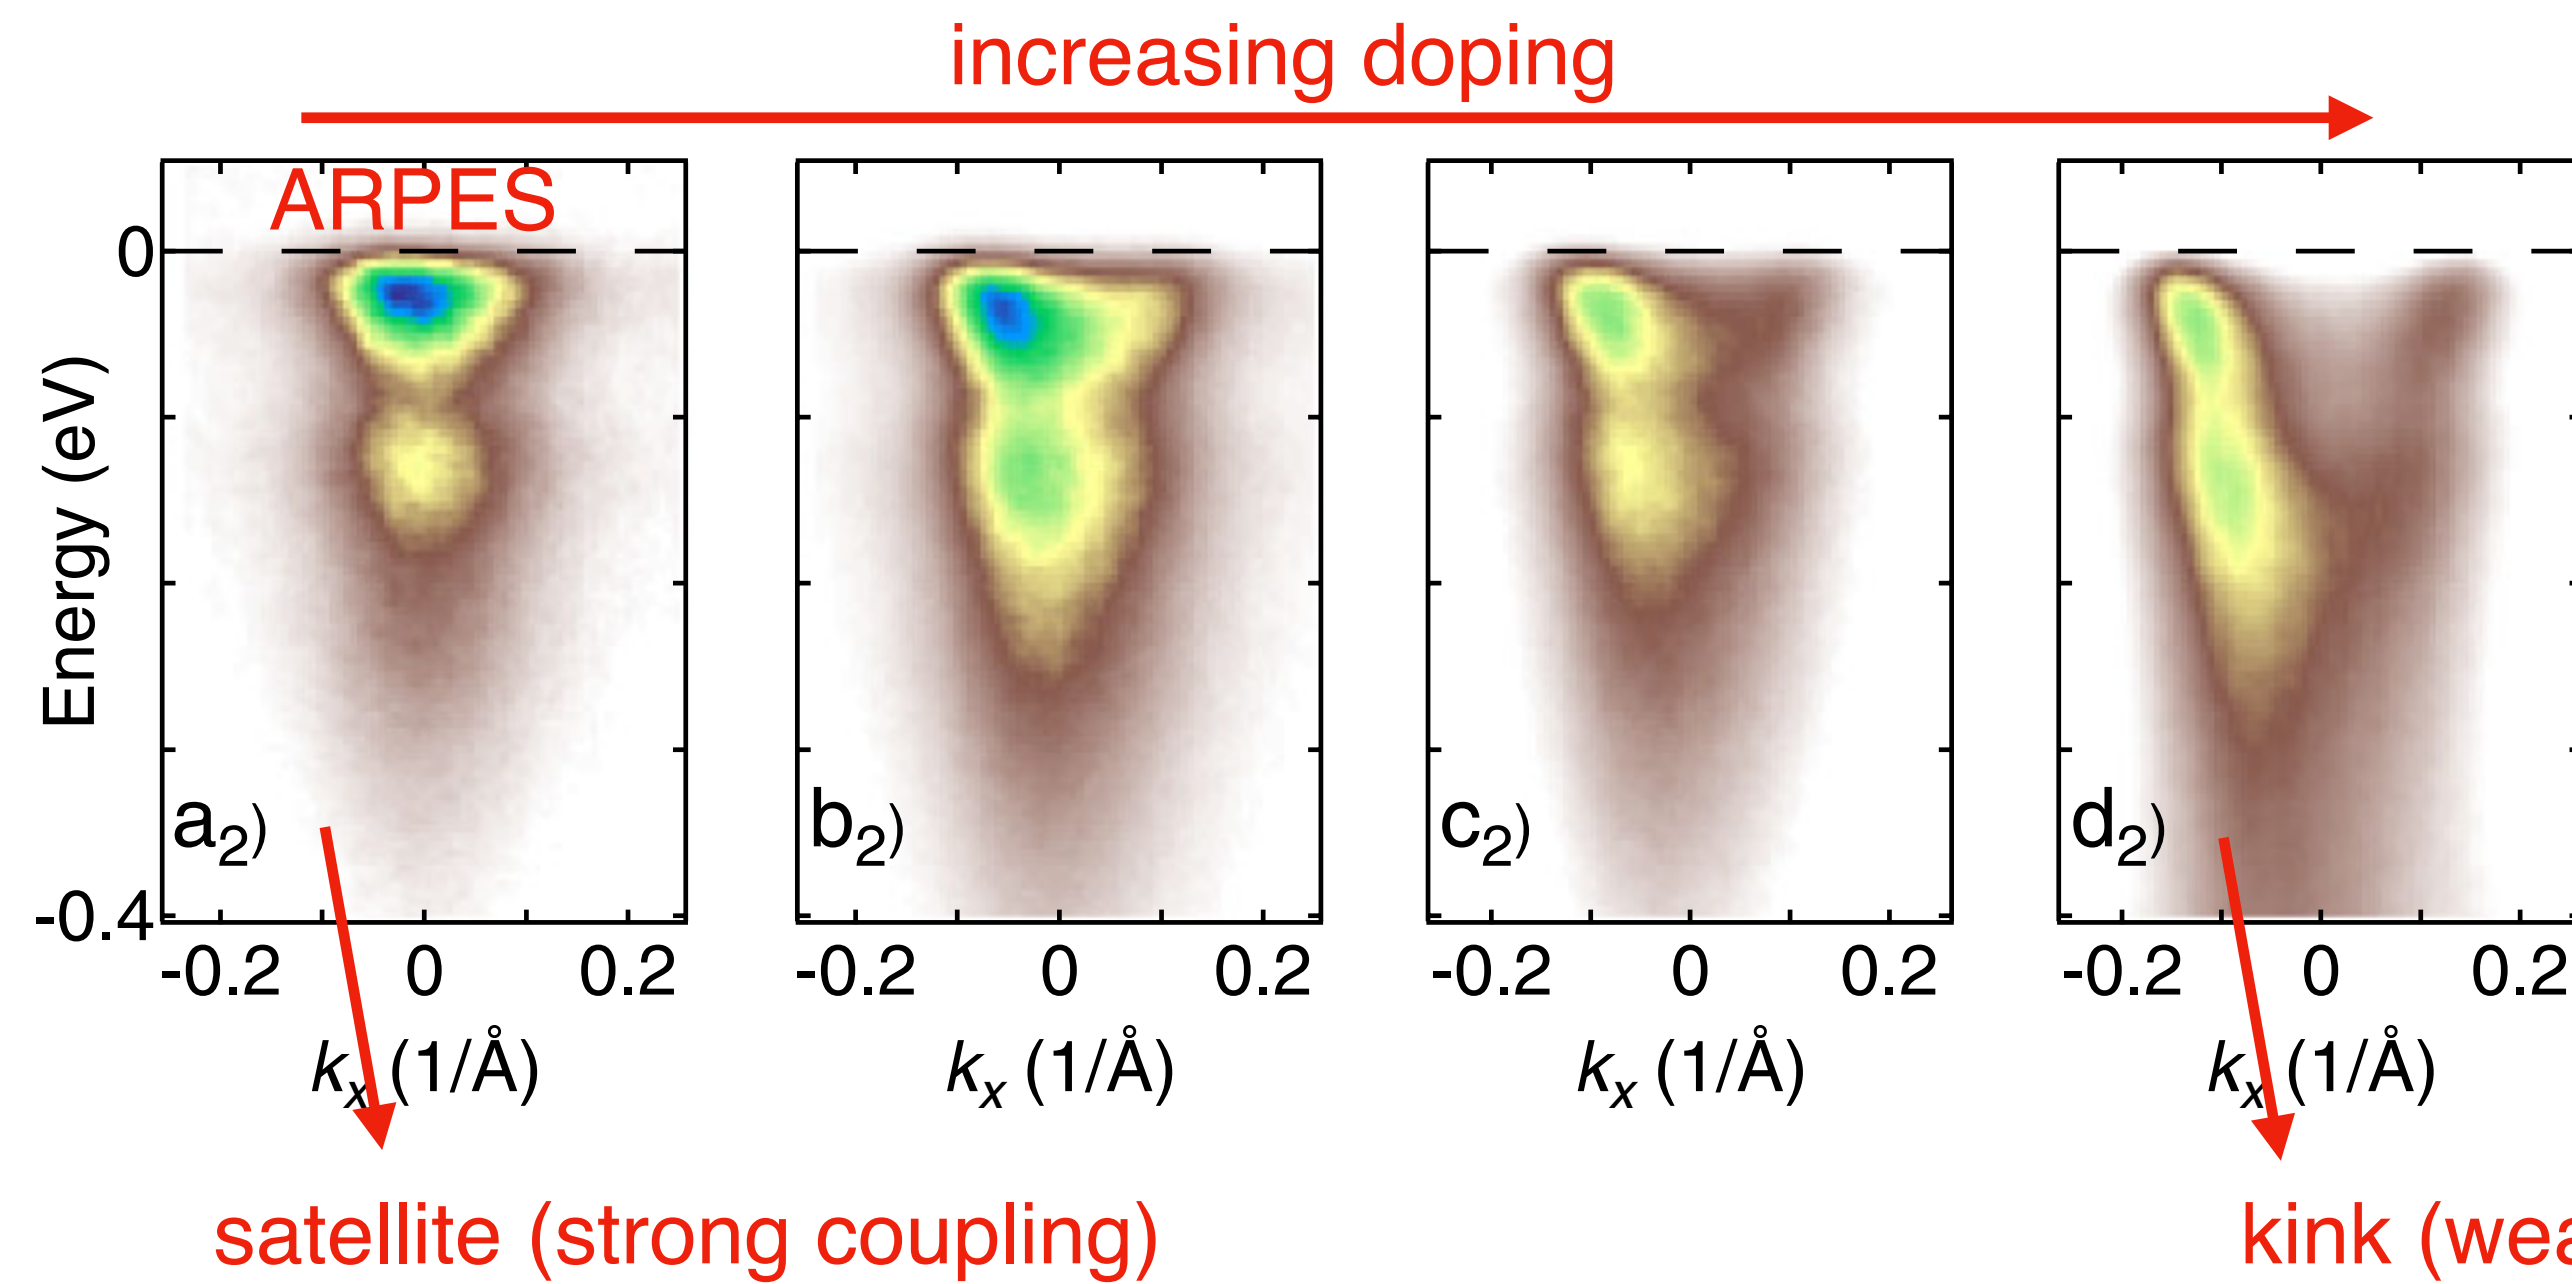 increasing doping
ARPES
0
Energy (eV)
-0.4
a2)
b2)
c2)
d2)
-0.2 0 0.2
-0.2 0 0.2
-0.2 0 0.2
-0.2 0 0.2
kx (1/Å)
kx (1/Å)
kx (1/Å)
kx (1/Å)
satellite (strong coupling)
kink (